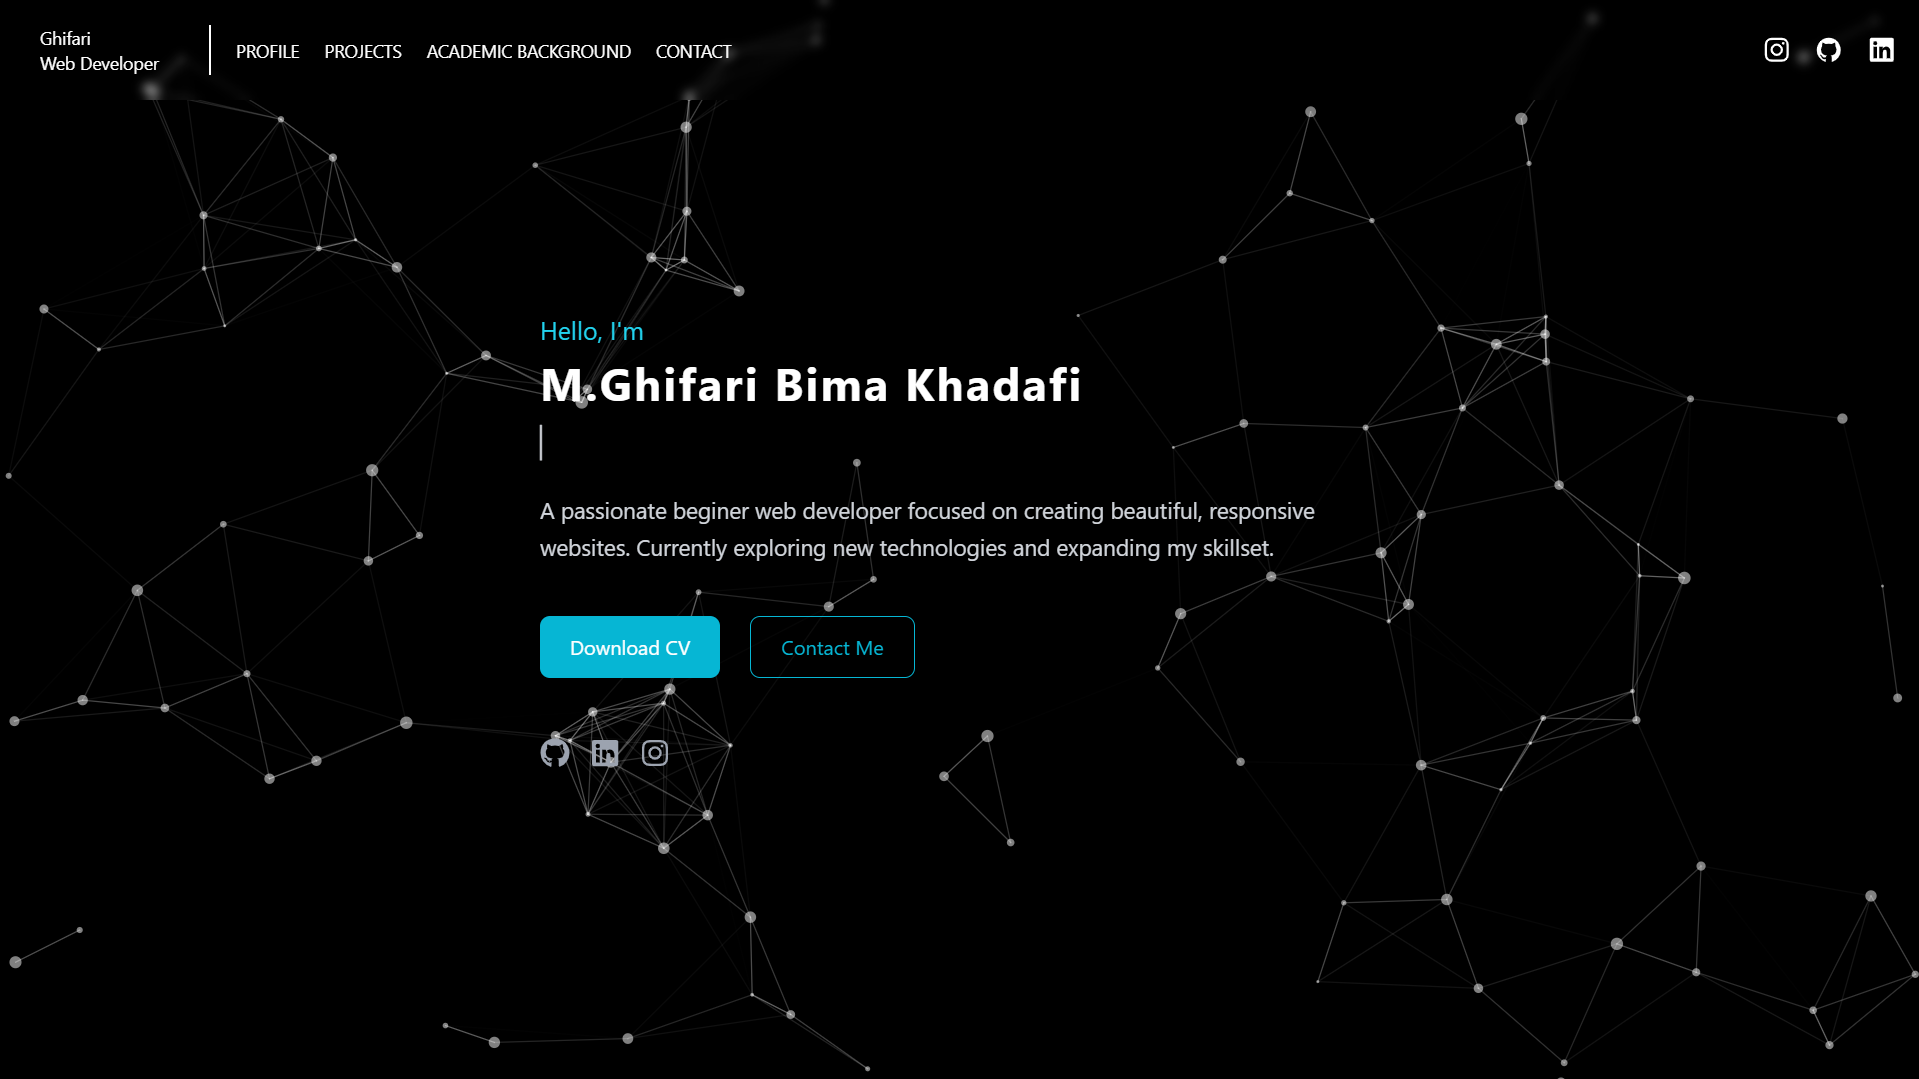 Ghifari
Web Developer
PROFILE PROJECTS ACADEMIC BACKGROUND CONTACT
Hello, I'm
M.Ghifari Bima Khadafi
A passionate beginer web developer focused on creating beautiful, responsive
websites. Currently exploring new technologies and expanding my skillset.
Download CV Contact Me